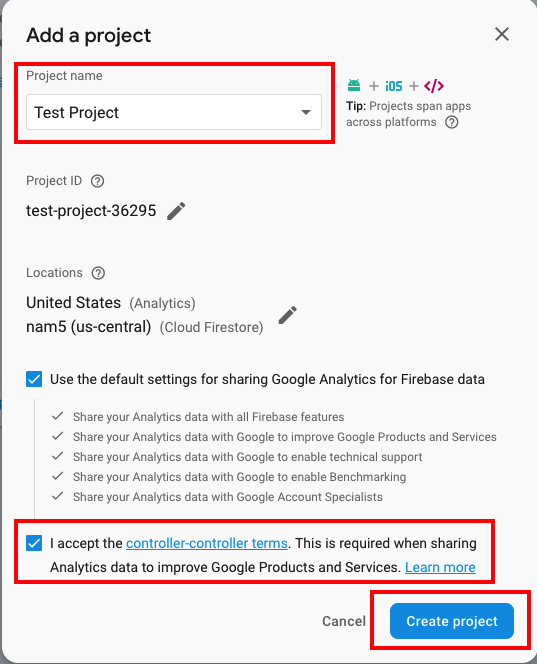 Add a project
Project name
Test Project
+ iOS + </>
Tip: Projects span apps
across platforms ?
Project ID ?
test-project-36295
Locations ?
United States (Analytics)
nam5 (us-central) (Cloud Firestore)
Use the default settings for sharing Google Analytics for Firebase data
Share your Analytics data with all Firebase features
Share your Analytics data with Google to improve Google Products and Services
Share your Analytics data with Google to enable technical support
Share your Analytics data with Google to enable Benchmarking
Share your Analytics data with Google Account Specialists
I accept the controller-controller terms. This is required when sharing
Analytics data to improve Google Products and Services. Learn more
Cancel
Create project